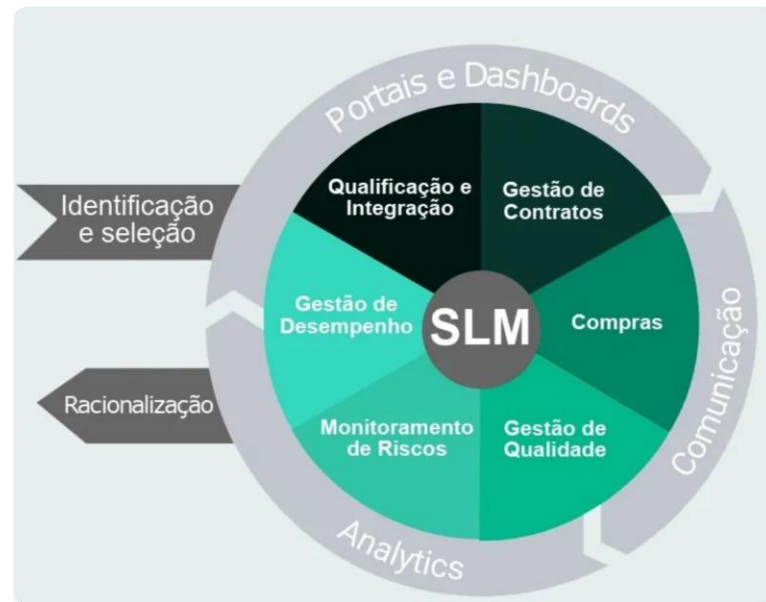 Portais e Dashboards
Identificação
e seleção
Qualificação e
Integração
Gestão de
Contratos
Gestão de
Desempenho
SLM
Compras
Comunicação
Racionalização
Monitoramento
de Riscos
Gestão de
Qualidade
Analytics